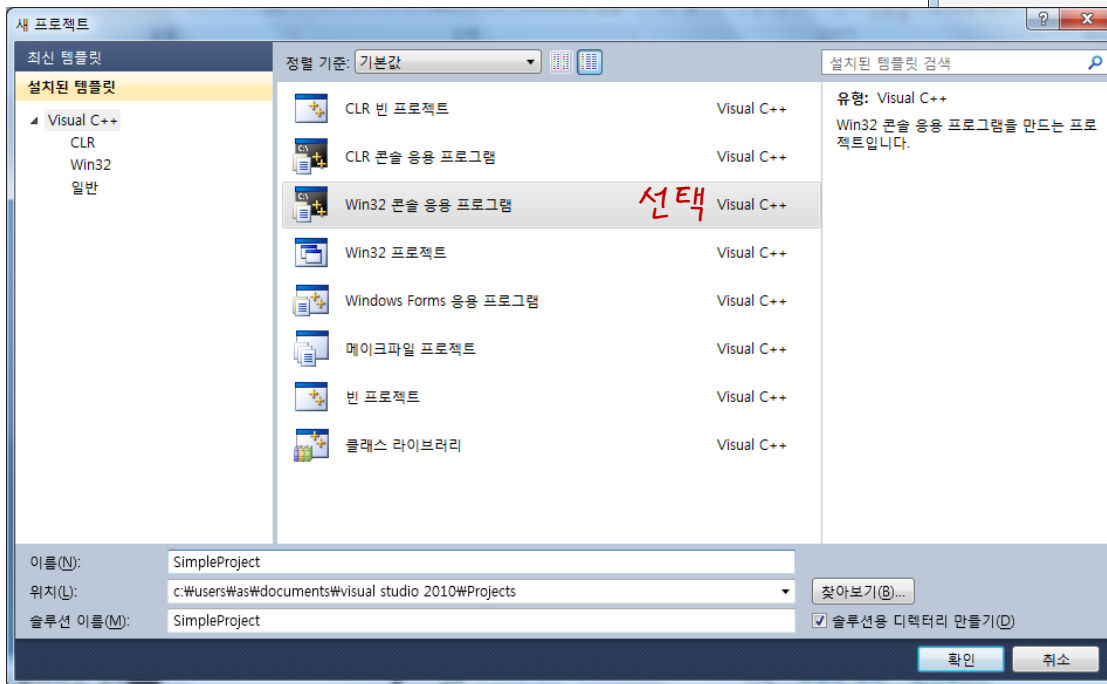 새 프로젝트
최신 템플릿
설치된 템플릿
Visual C++
CLR
Win32
일반
정렬 기준: 기본값
CLR 빈 프로젝트 Visual C++
CLR 콘솔 응용 프로그램 Visual C++
Win32 콘솔 응용 프로그램 선택 Visual C++
Win32 프로젝트 Visual C++
Windows Forms 응용 프로그램 Visual C++
메이크파일 프로젝트 Visual C++
빈 프로젝트 Visual C++
클래스 라이브러리 Visual C++
설치된 템플릿 검색
유형: Visual C++
Win32 콘솔 응용 프로그램을 만드는 프로
젝트입니다.
이름(N): SimpleProject
위치(L): c:₩users₩as₩documents₩visual studio 2010₩Projects 찾아보기(B)...
솔루션 이름(M): SimpleProject 솔루션용 디렉터리 만들기(D)
확인 취소